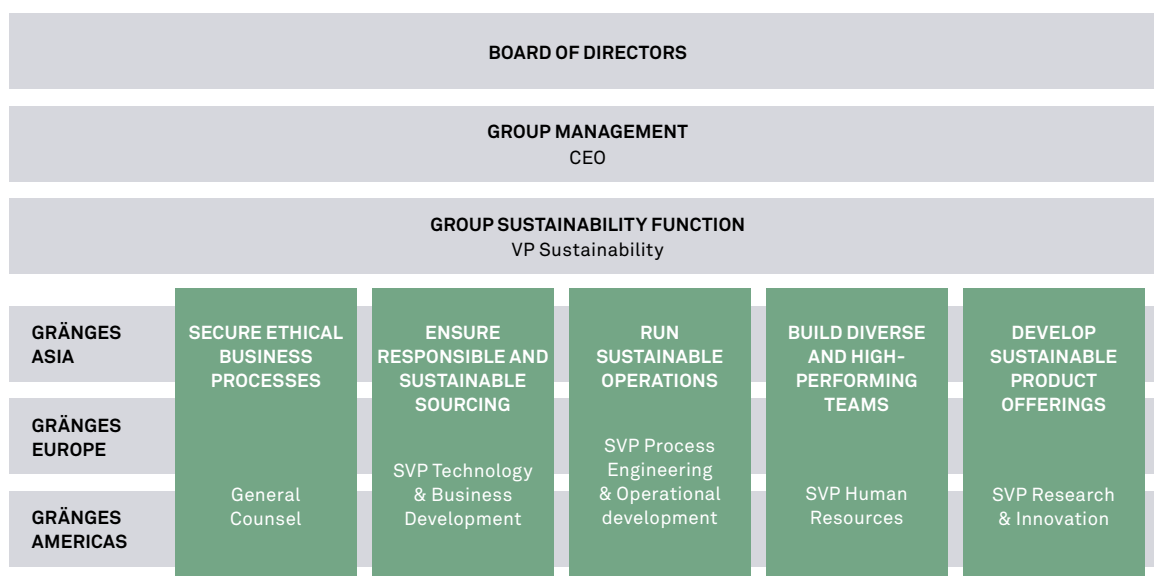 BOARD OF DIRECTORS
GROUP MANAGEMENT
CEO
GROUP SUSTAINABILITY FUNCTION
VP Sustainability
GRÄNGES
ASIA
GRÄNGES
EUROPE
GRÄNGES
AMERICAS
SECURE ETHICAL
BUSINESS
PROCESSES
General
Counsel
ENSURE
RESPONSIBLE AND
SUSTAINABLE
SOURCING
SVP Technology
& Business
Development
RUN
SUSTAINABLE
OPERATIONS
SVP Process
Engineering
& Operational
development
BUILD DIVERSE
AND HIGH-
PERFORMING
TEAMS
SVP Human
Resources
DEVELOP
SUSTAINABLE
PRODUCT
OFFERINGS
SVP Research
& Innovation